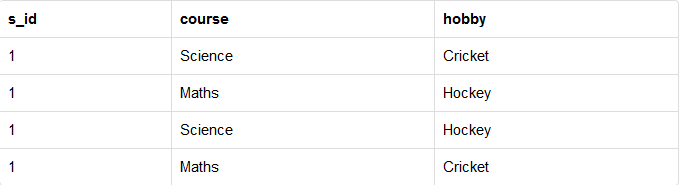 s_id course hobby
1 Science Cricket
1 Maths Hockey
1 Science Hockey
1 Maths Cricket